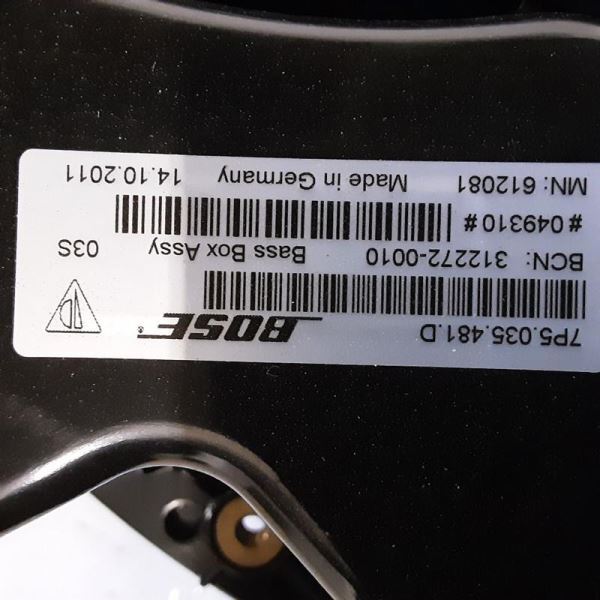 7P5.035.481.D BOSE®
BCN: 312272-0010 Bass Box Assy 03S
#049310#
MN: 612081 Made in Germany 14.10.2011